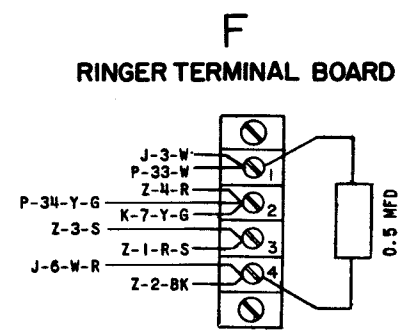 F
RINGER TERMINAL BOARD
J-3-W
P-33-W
1
Z-4-R
P-34-Y-G
2
K-7-Y-G
Z-3-S
3
Z-1-R-S
J-6-W-R
4
Z-2-BK
0.5 MFD